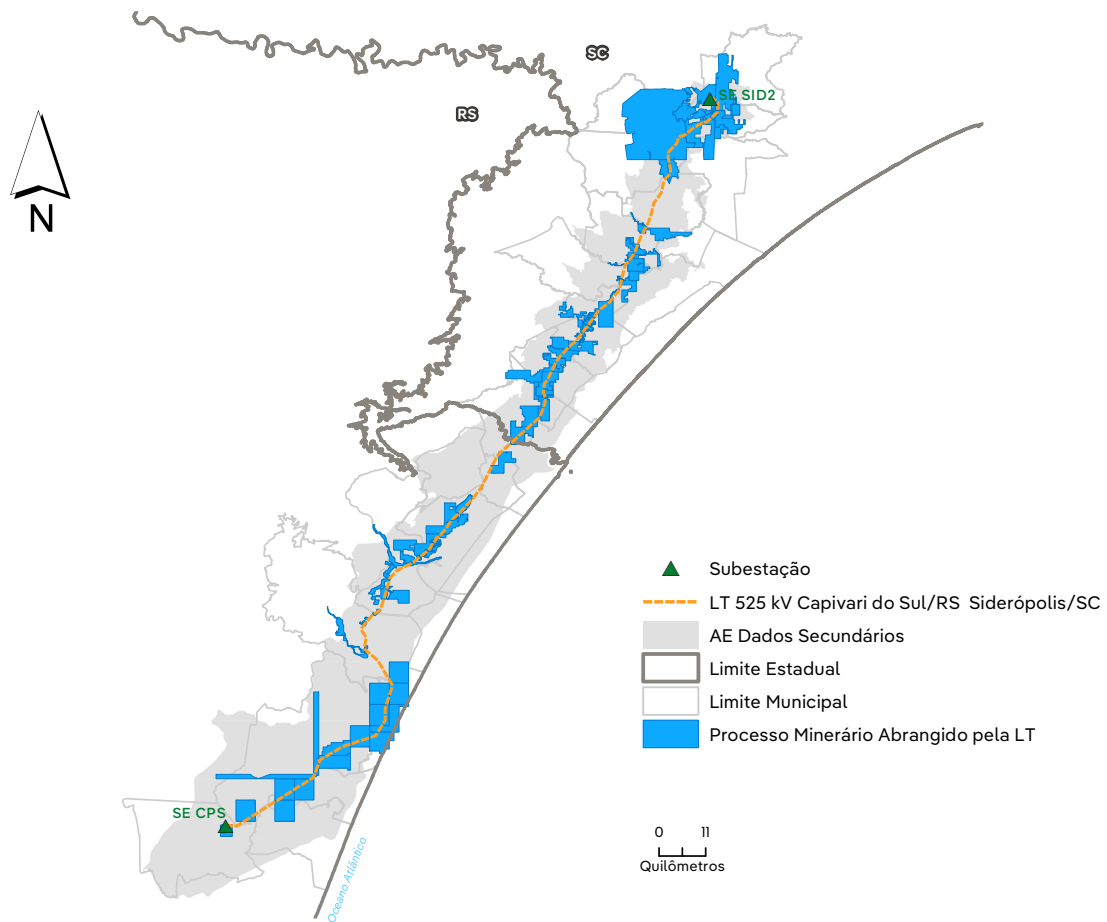 SC
SE SID2
RS
N
Subestação
LT 525 kV Capivari do Sul/RS Siderópolis/SC
AE Dados Secundários
Limite Estadual
Limite Municipal
Processo Minerário Abrangido pela LT
SE CPS
0 11
Quilômetros
Oceano Atlântico